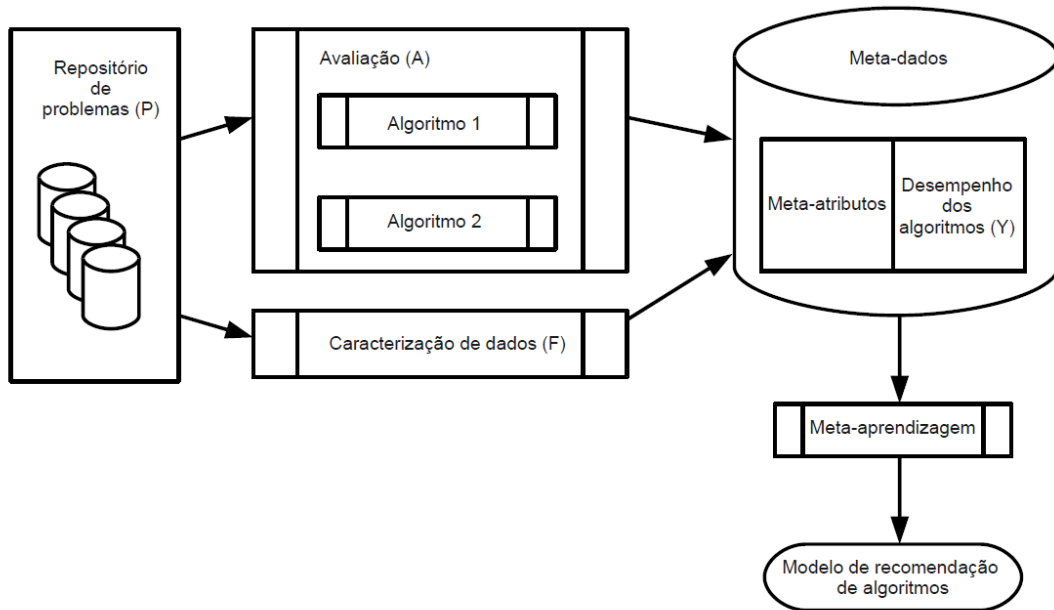 Repositório
de
problemas (P)
Avaliação (A)
Algoritmo 1
Algoritmo 2
Caracterização de dados (F)
Meta-dados
Meta-atributos
Desempenho
dos
algoritmos (Y)
Meta-aprendizagem
Modelo de recomendação
de algoritmos